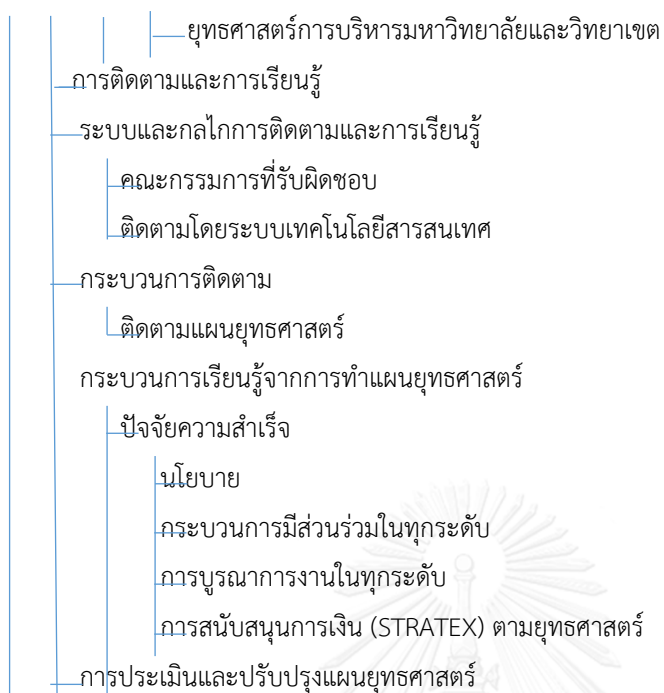 ยุทธศาสตร์การบริหารมหาวิทยาลัยและวิทยาเขต
การติดตามและการเรียนรู้
ระบบและกลไกการติดตามและการเรียนรู้
คณะกรรมการที่รับผิดชอบ
ติดตามโดยระบบเทคโนโลยีสารสนเทศ
กระบวนการติดตาม
ติดตามแผนยุทธศาสตร์
กระบวนการเรียนรู้จากการทำแผนยุทธศาสตร์
ปัจจัยความสำเร็จ
นโยบาย
กระบวนการมีส่วนร่วมในทุกระดับ
การบูรณาการงานในทุกระดับ
การสนับสนุนการเงิน (STRATEX) ตามยุทธศาสตร์
การประเมินและปรับปรุงแผนยุทธศาสตร์